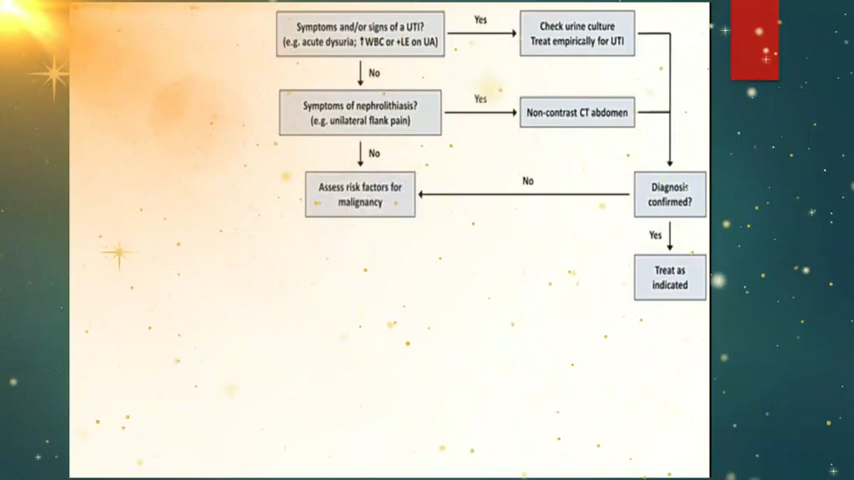 Symptoms and/or signs of a UTI?
(e.g. acute dysuria; ↑WBC or +LE on UA)
Yes
Check urine culture
Treat empirically for UTI
No
Symptoms of nephrolithiasis?
(e.g. unilateral flank pain)
Yes
Non-contrast CT abdomen
No
Assess risk factors for
malignancy
No
Diagnosis
confirmed?
Yes
Treat as
indicated